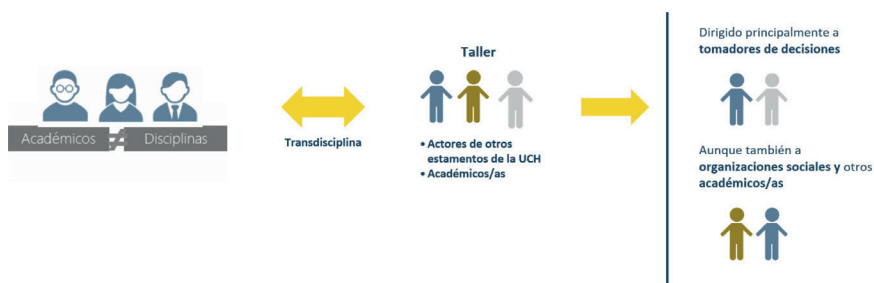 Académicos ≠ Disciplinas
Transdisciplina
Taller
• Actores de otros
estamentos de la UCH
• Académicos/as
Dirigido principalmente a
tomadores de decisiones
Aunque también a
organizaciones sociales y otros
académicos/as